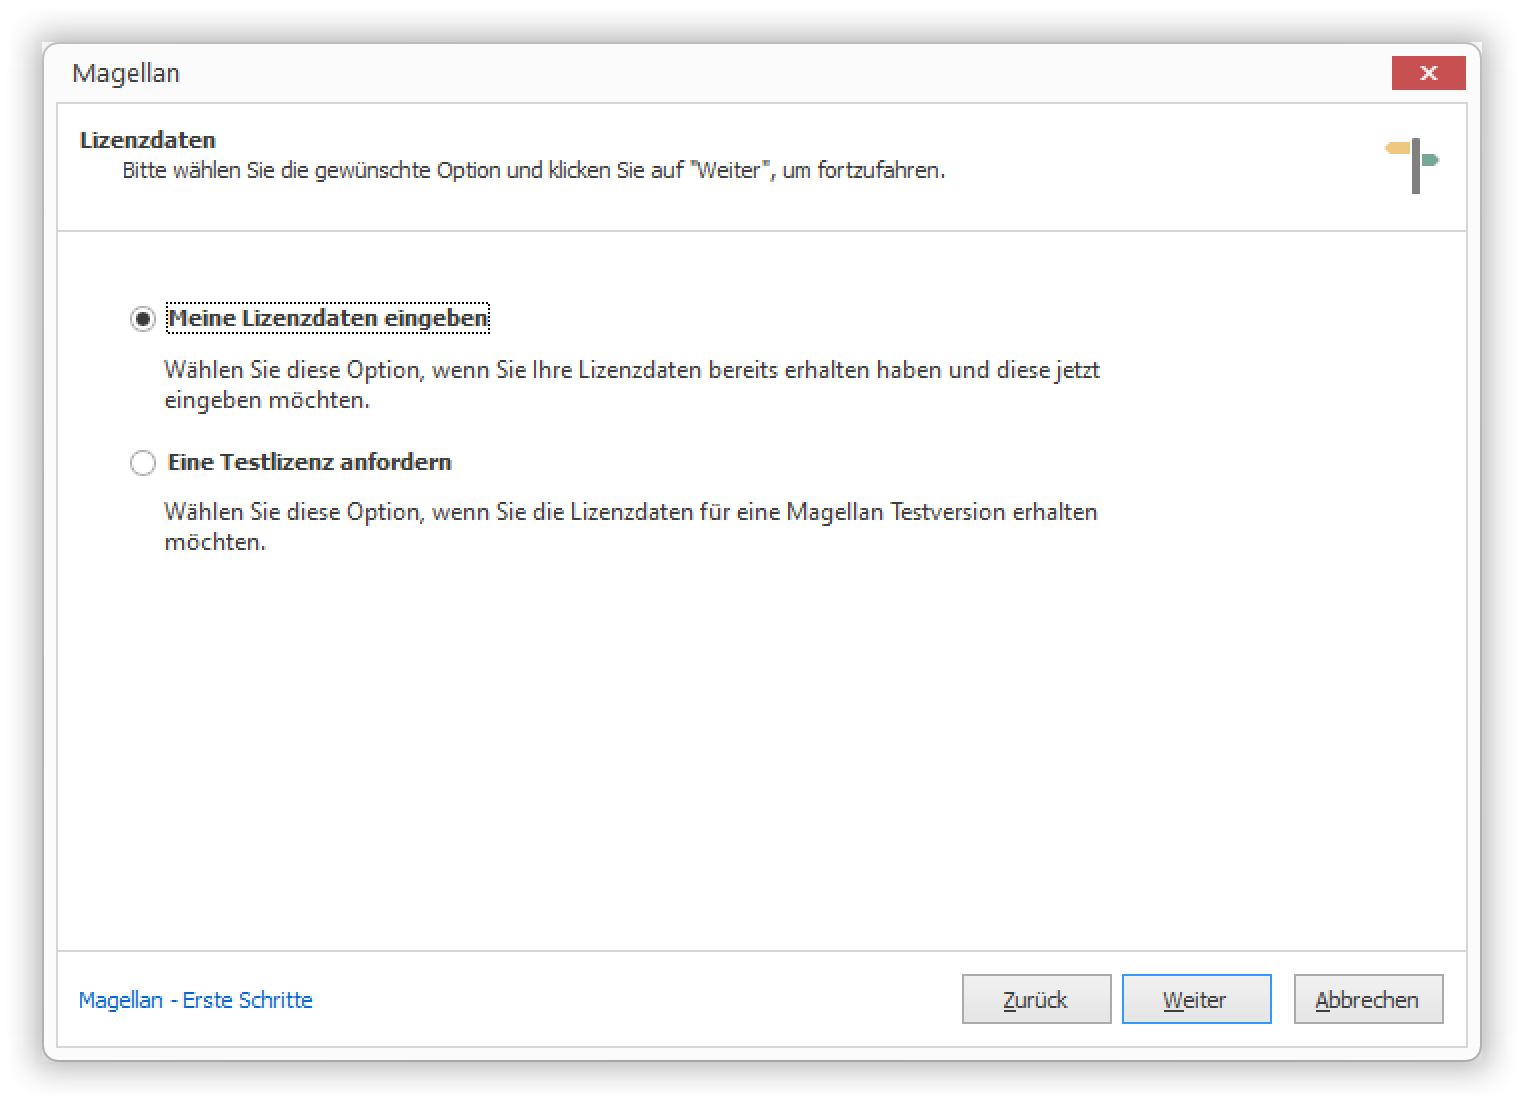 Magellan
Lizenzdaten
Bitte wählen Sie die gewünschte Option und klicken Sie auf "Weiter", um fortzufahren.
Meine Lizenzdaten eingeben
Wählen Sie diese Option, wenn Sie Ihre Lizenzdaten bereits erhalten haben und diese jetzt
eingeben möchten.
Eine Testlizenz anfordern
Wählen Sie diese Option, wenn Sie die Lizenzdaten für eine Magellan Testversion erhalten
möchten.
Magellan - Erste Schritte
Zurück
Weiter
Abbrechen